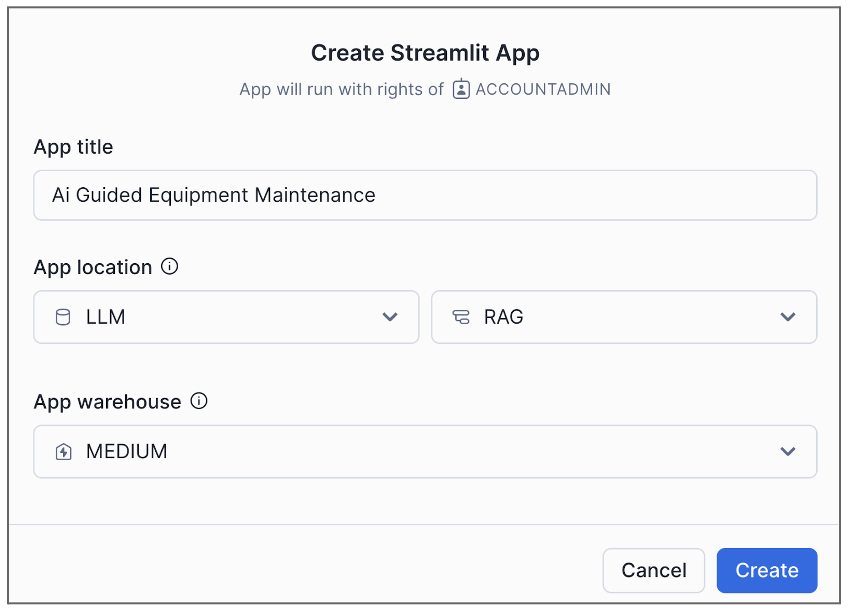 Create Streamlit App
App will run with rights of ACCOUNTADMIN
App title
Ai Guided Equipment Maintenance
App location
LLM RAG
App warehouse
MEDIUM
Cancel Create